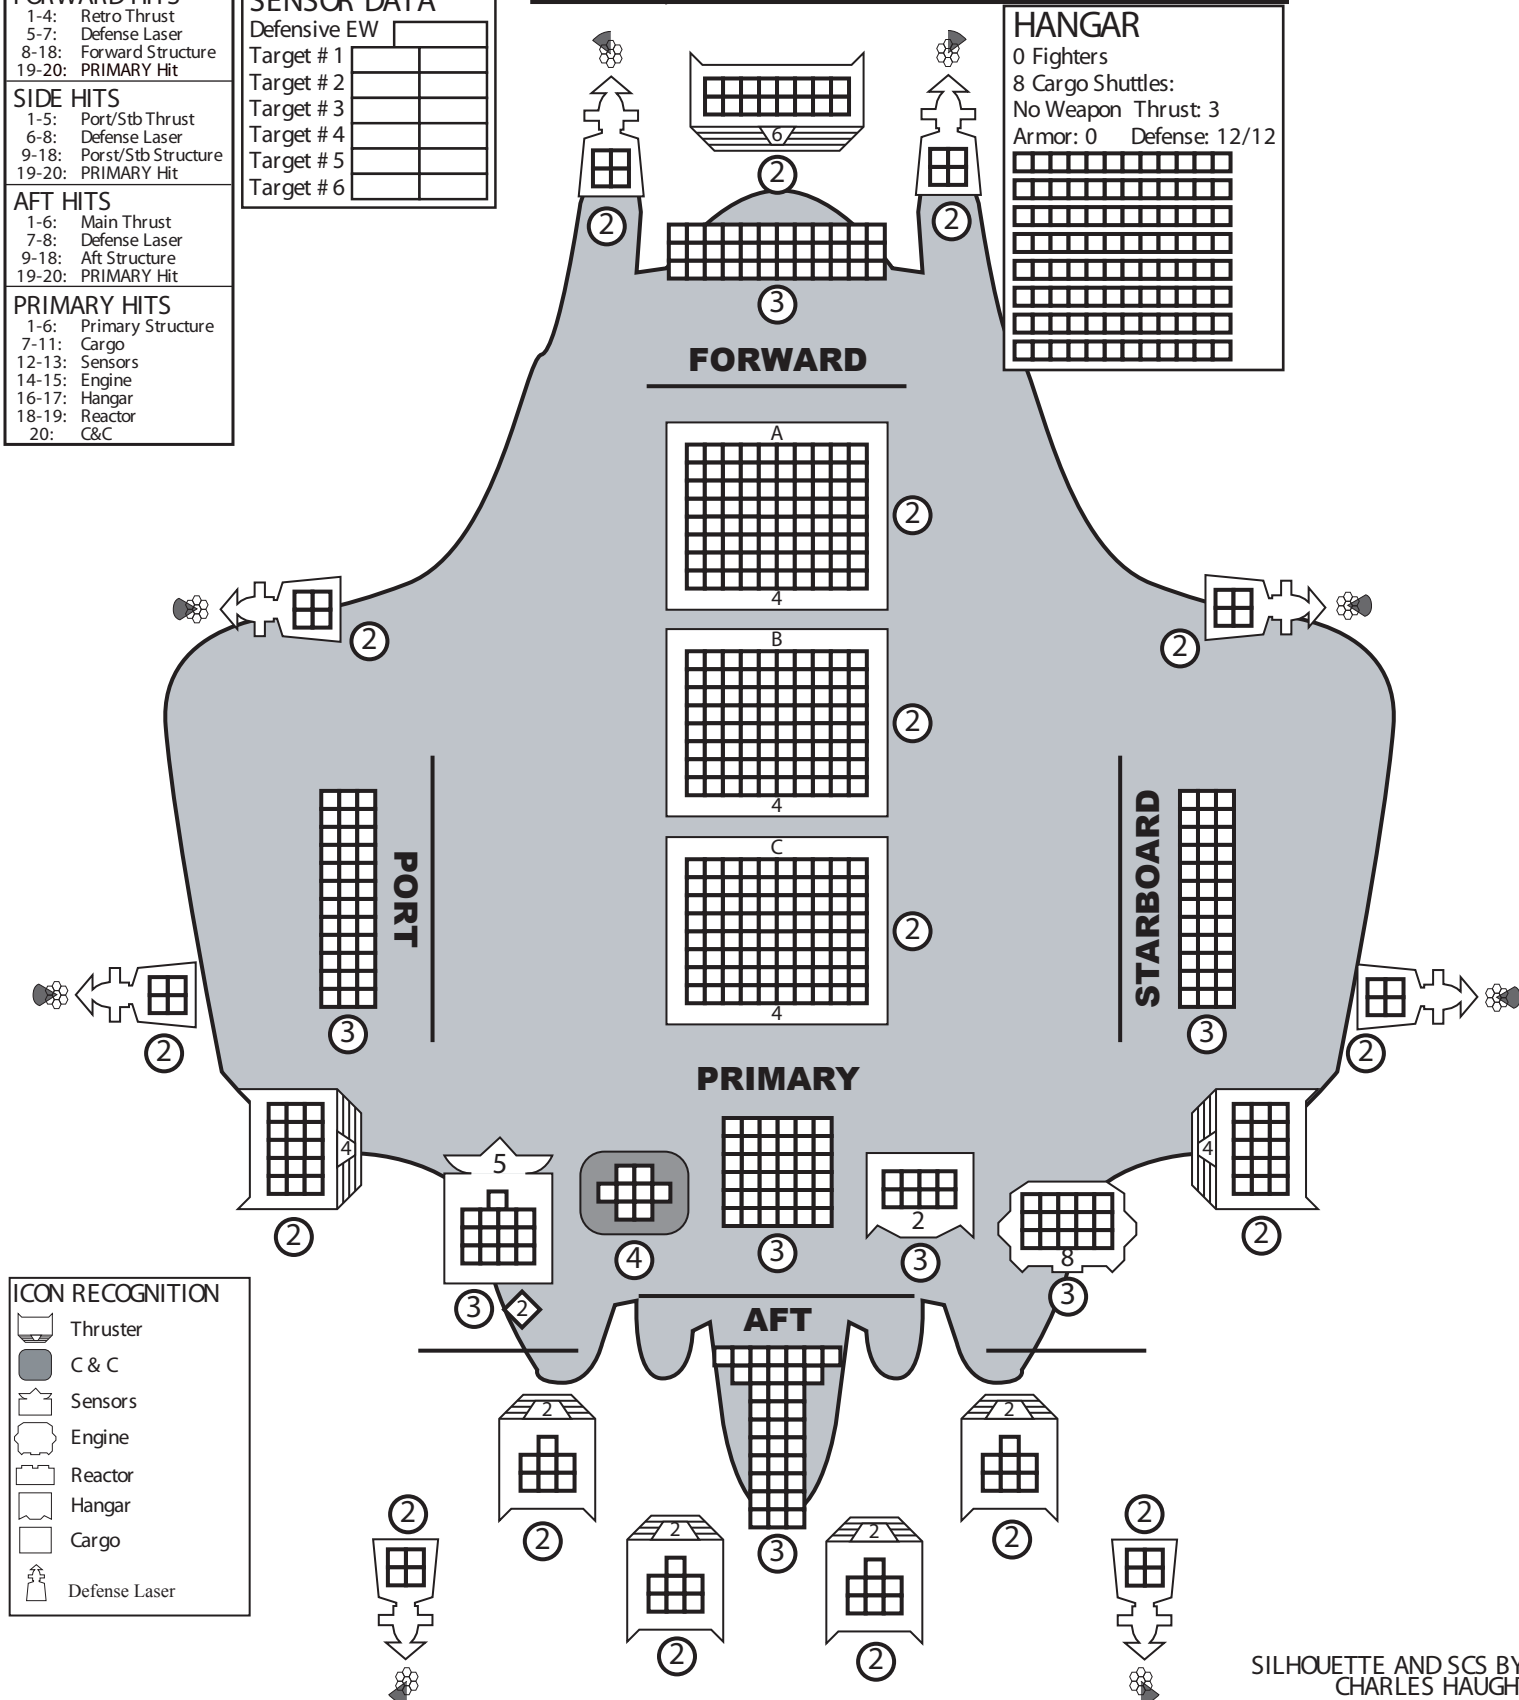 FORWARD HITS
1-4: Retro Thrust
5-7: Defense Laser
8-18: Forward Structure
19-20: PRIMARY Hit
SIDE HITS
1-5: Port/Stb Thrust
6-8: Defense Laser
9-18: Porst/Stb Structure
19-20: PRIMARY Hit
AFT HITS
1-6: Main Thrust
7-8: Defense Laser
9-18: Aft Structure
19-20: PRIMARY Hit
PRIMARY HITS
1-6: Primary Structure
7-11: Cargo
12-13: Sensors
14-15: Engine
16-17: Hangar
18-19: Reactor
20: C&C
SENSOR DATA
Defensive EW
Target # 1
Target # 2
Target # 3
Target # 4
Target # 5
Target # 6
HANGAR
0 Fighters
8 Cargo Shuttles:
No Weapon Thrust: 3
Armor: 0 Defense: 12/12
6
2
2
2
3
FORWARD
A
2
4
2
2
B
2
4
C
2
4
PORT
STARBOARD
3
3
2
2
PRIMARY
4
4
5
2
2
2
8
4
3
3
3
3
2
AFT
2
2
2
2
2
2
2
2
3
2
2
ICON RECOGNITION
Thruster
C & C
Sensors
Engine
Reactor
Hangar
Cargo
Defense Laser
SILHOUETTE AND SCS BY
CHARLES HAUGH